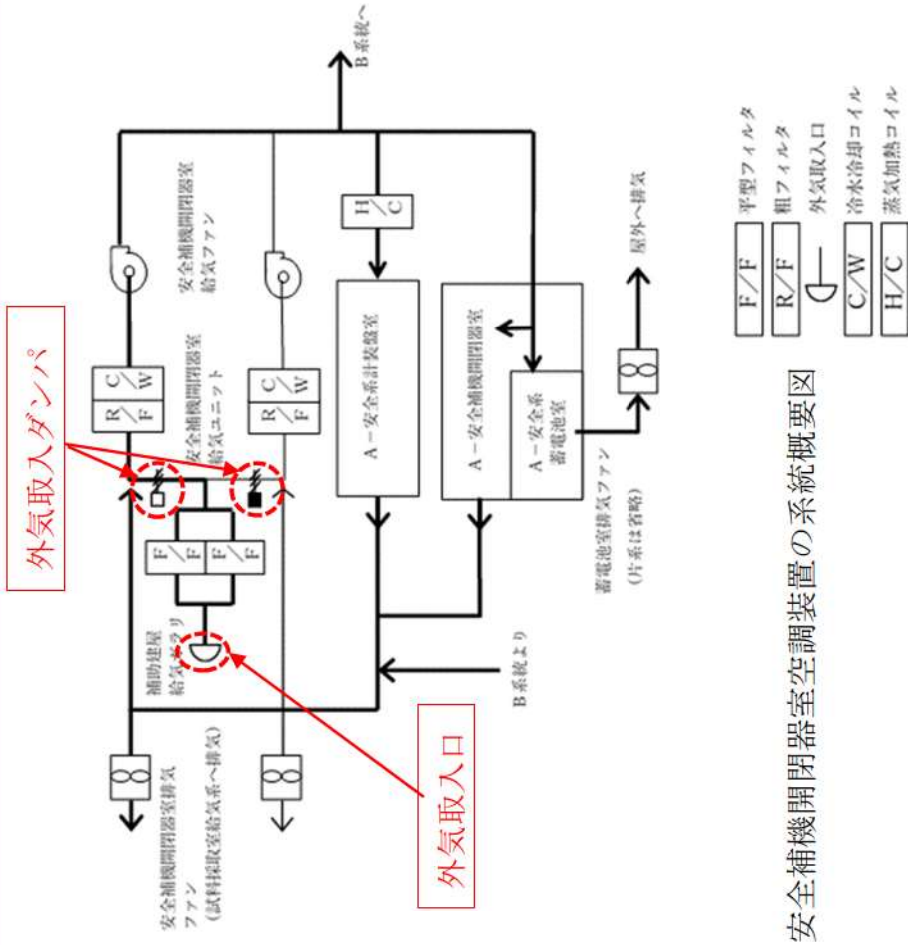 外気取入ダンパ
B系統へ
安全補機開閉器室
給気ファン
R/F
C/W
安全補機開閉器室
給気ユニット
R/F
C/W
F/F
F/F
補助建屋
給気ガラリ
外気取入口
安全補機開閉器室排気
ファン
(試料採取室給気系へ排気)
H/C
A-安全系計装盤室
A-安全補機開閉器室
A-安全系
蓄電池室
屋外へ排気
蓄電池室排気ファン
(片系は省略)
B系統より
F/F 平型フィルタ
R/F 粗フィルタ
外気取入口
C/W 冷水冷却コイル
H/C 蒸気加熱コイル
安全補機開閉器室空調装置の系統概要図